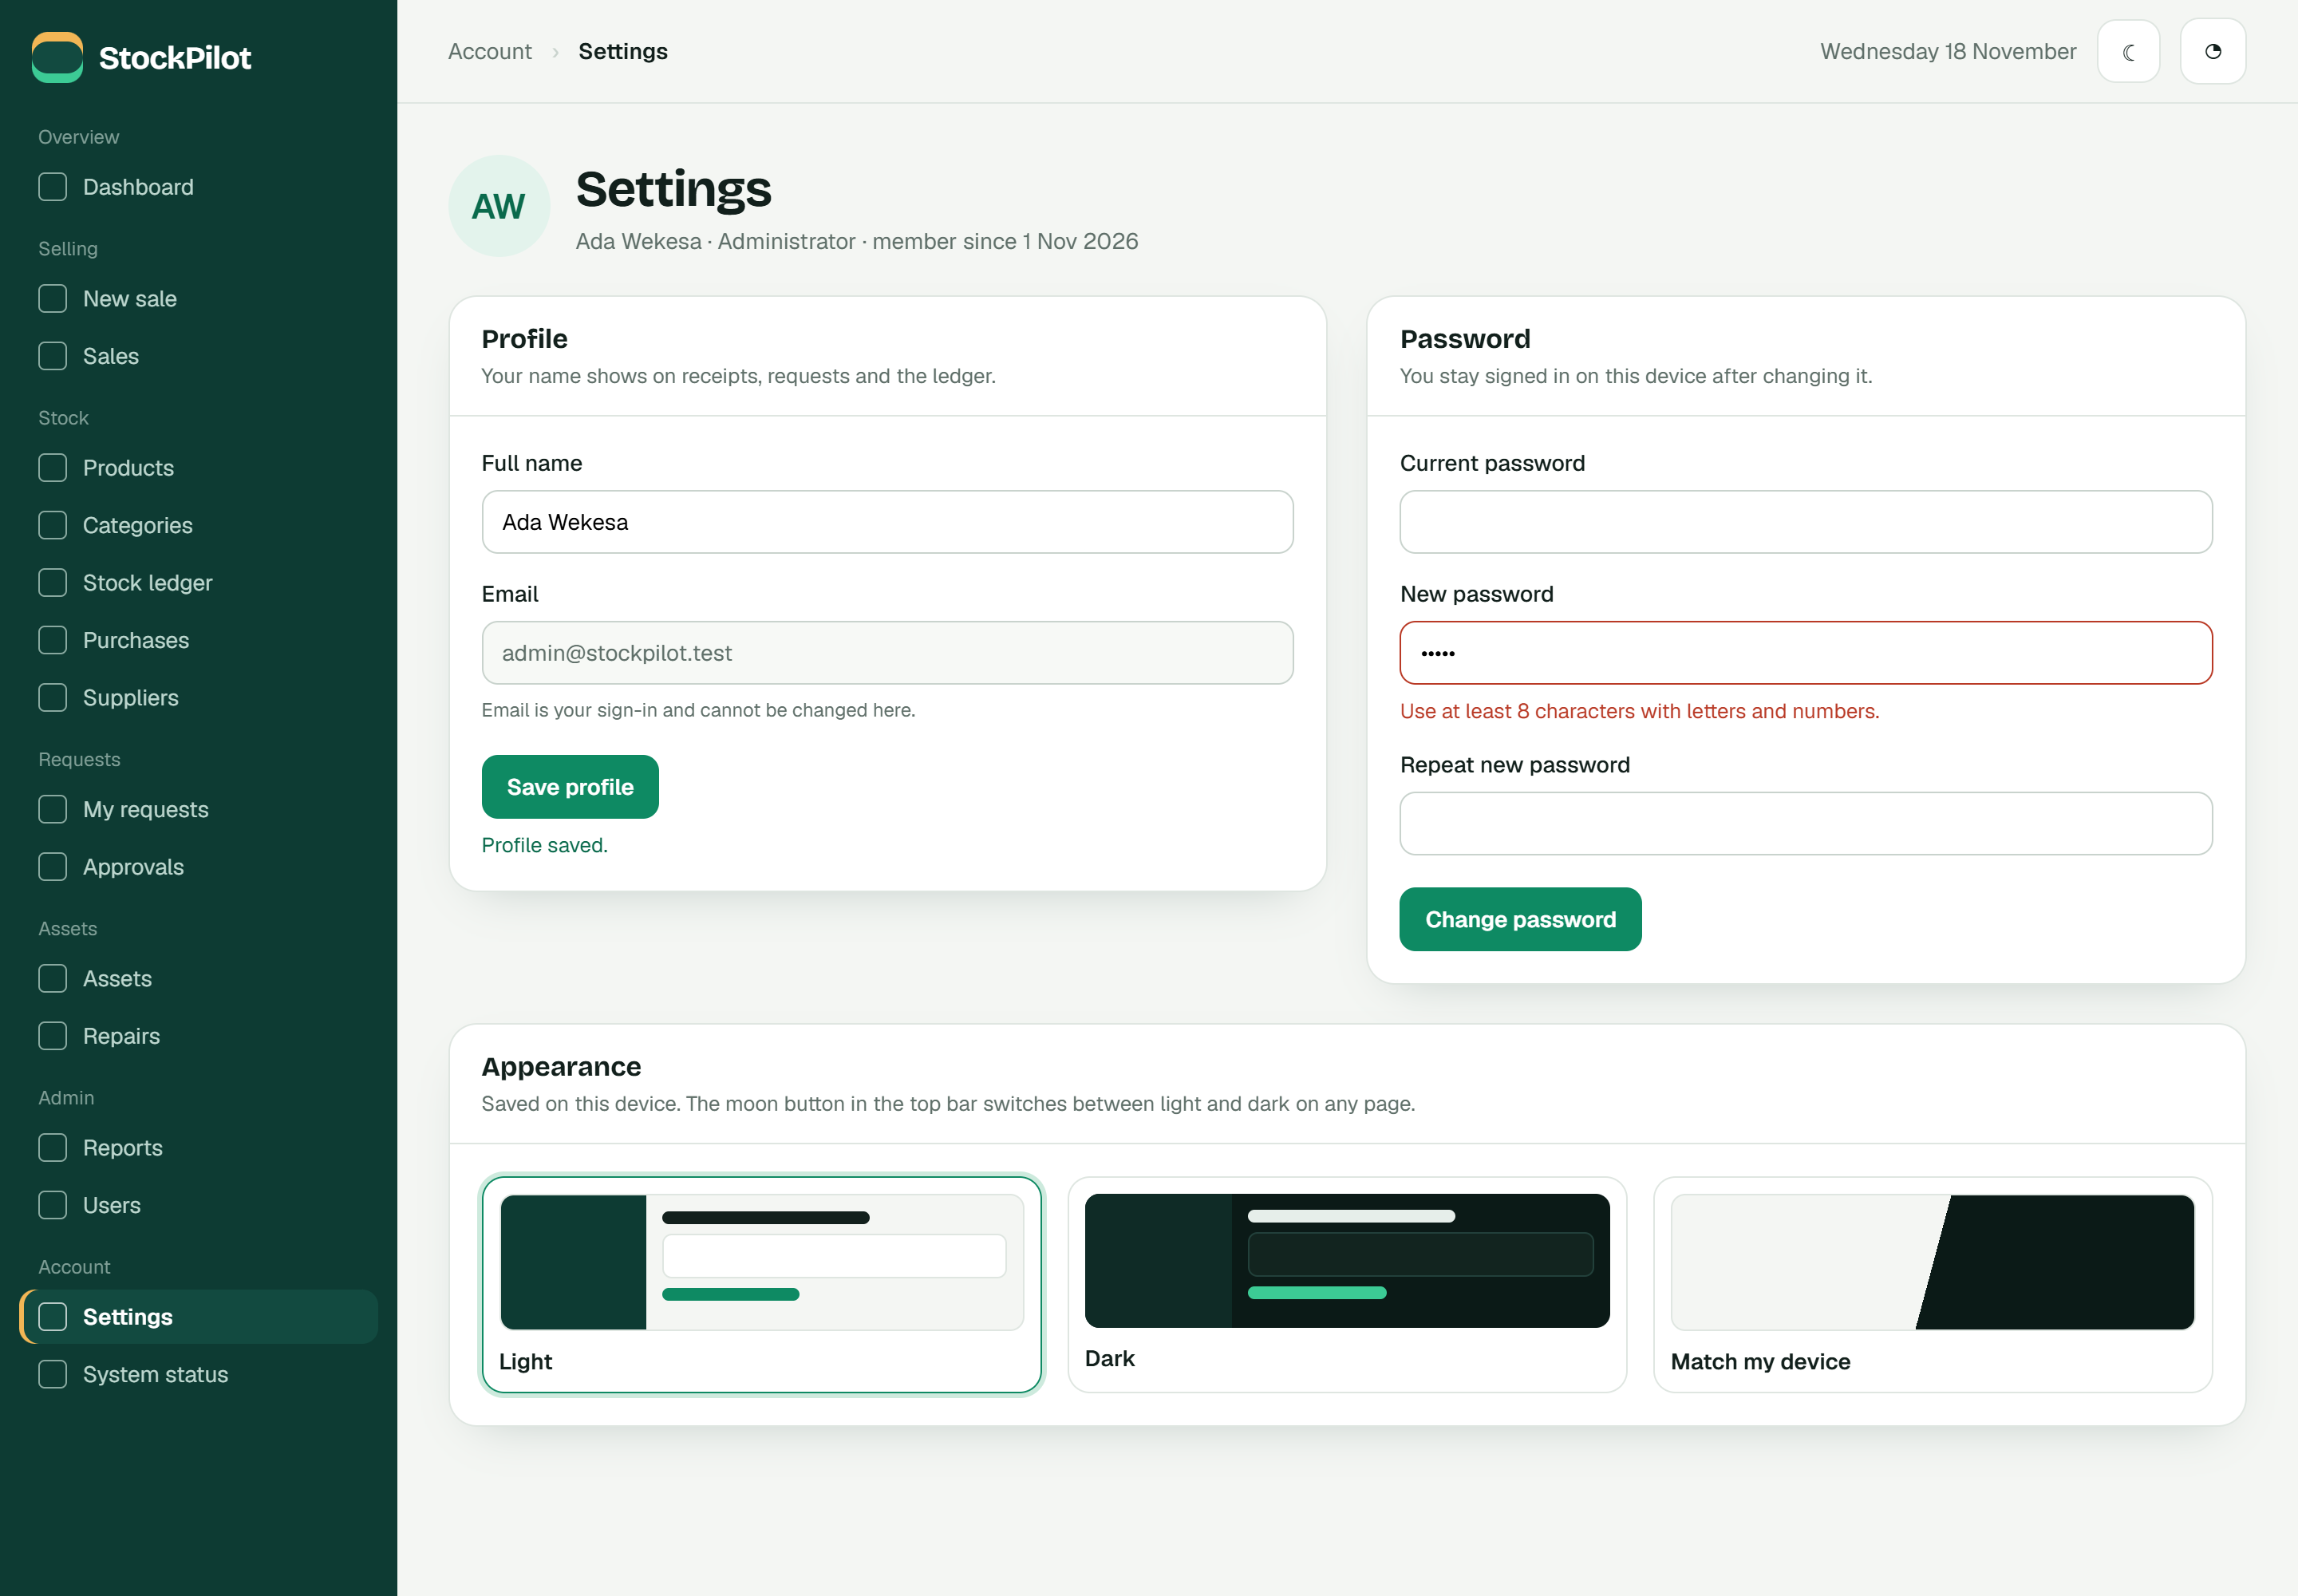 StockPilot
Overview
Dashboard
Selling
New sale
Sales
Stock
Products
Categories
Stock ledger
Purchases
Suppliers
Requests
My requests
Approvals
Assets
Assets
Repairs
Admin
Reports
Users
Account
Settings
System status
Account › Settings
Wednesday 18 November
AW
Settings
Ada Wekesa · Administrator · member since 1 Nov 2026
Profile
Your name shows on receipts, requests and the ledger.
Full name
Ada Wekesa
Email
admin@stockpilot.test
Email is your sign-in and cannot be changed here.
Save profile
Profile saved.
Password
You stay signed in on this device after changing it.
Current password
New password
•••••
Use at least 8 characters with letters and numbers.
Repeat new password
Change password
Appearance
Saved on this device. The moon button in the top bar switches between light and dark on any page.
Light
Dark
Match my device